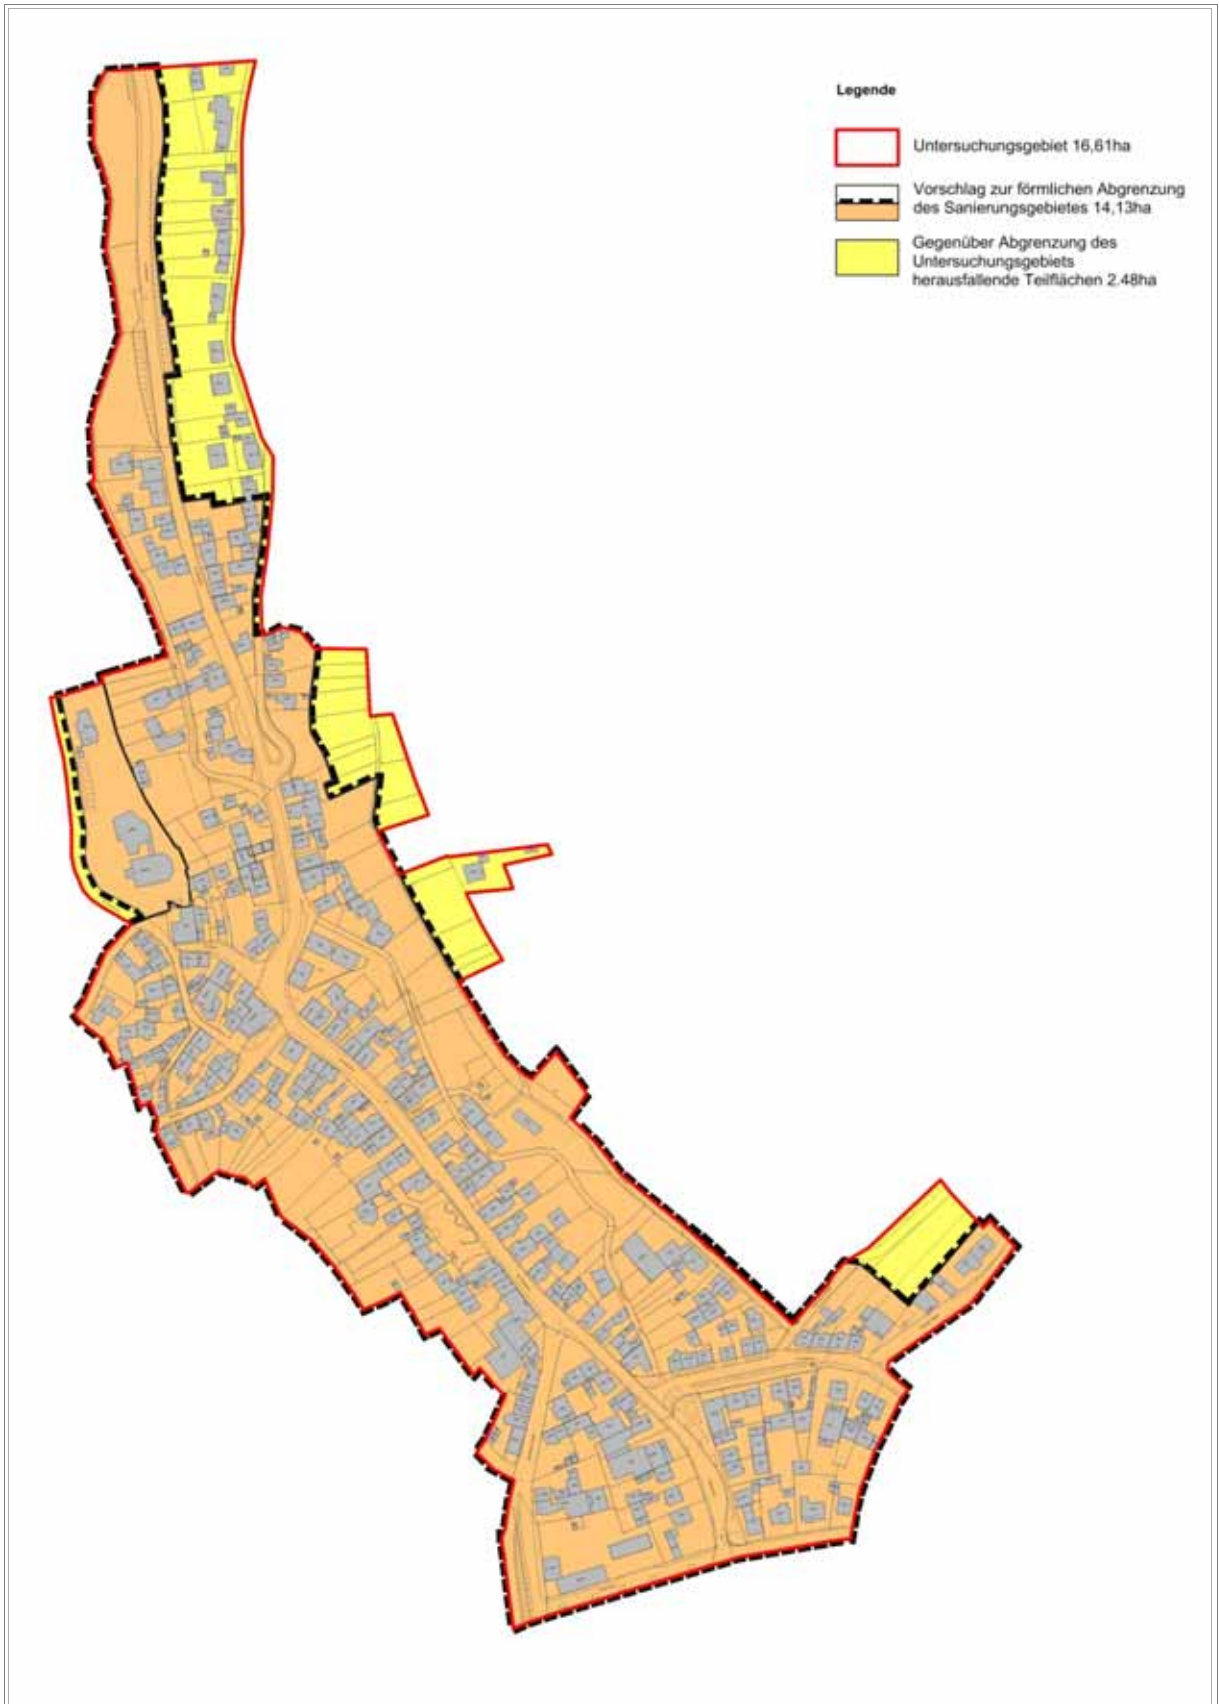 Legende
Untersuchungsgebiet 16,61ha
Vorschlag zur förmlichen Abgrenzung
des Sanierungsgebietes 14,13ha
Gegenüber Abgrenzung des
Untersuchungsgebiets
herausfallende Teilflächen 2.48ha